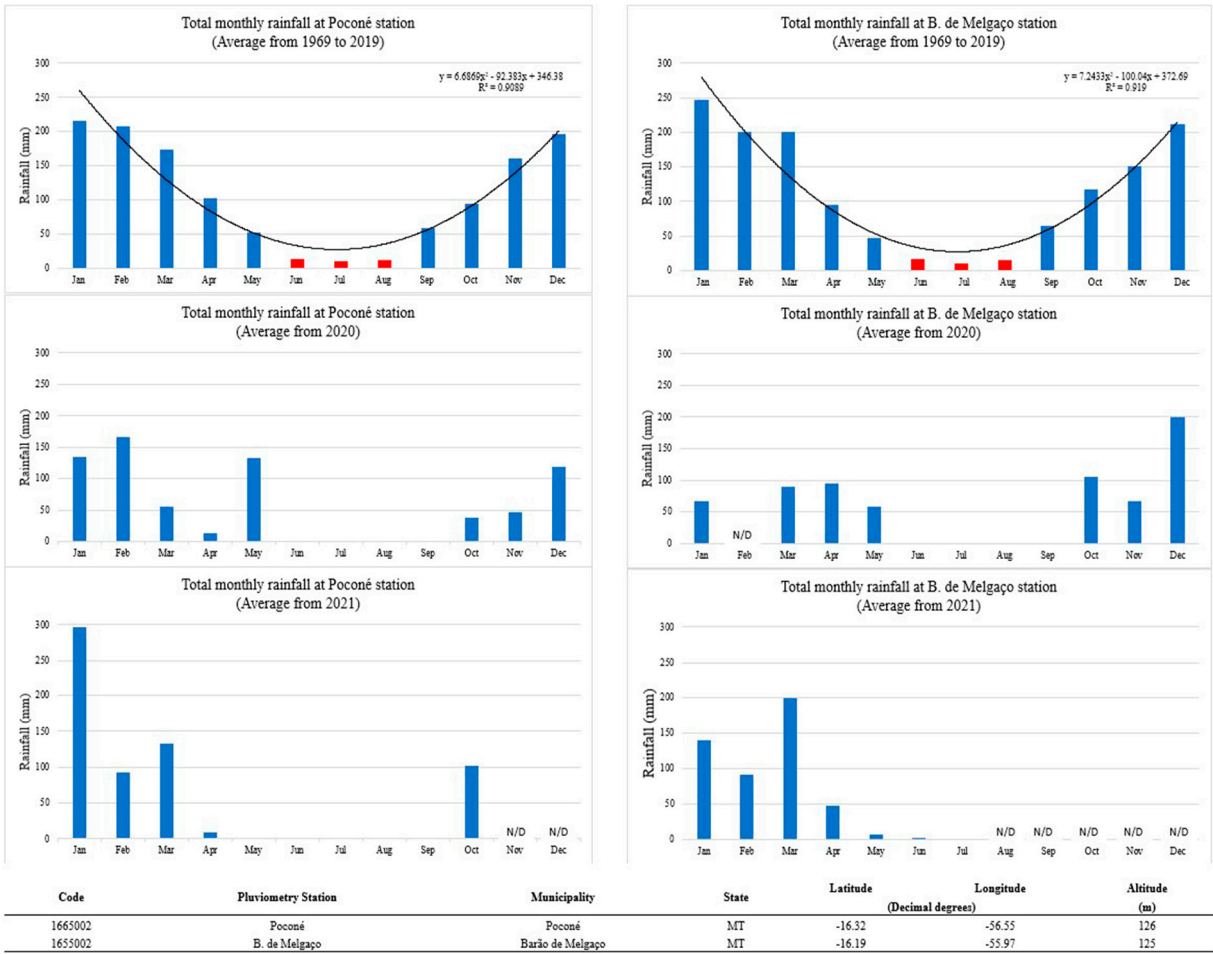 Total monthly rainfall at Poconé station
(Average from 1969 to 2019)
y = 6.6869x² - 92.383x + 346.38
R² = 0.9089
Rainfall (mm)
300
250
200
150
100
50
0
Jan Feb Mar Apr May Jun Jul Aug Sep Oct Nov Dec
Total monthly rainfall at B. de Melgaço station
(Average from 1969 to 2019)
y = 7.2433x² - 100.04x + 372.69
R² = 0.919
Rainfall (mm)
300
250
200
150
100
50
0
Jan Feb Mar Apr May Jun Jul Aug Sep Oct Nov Dec
Total monthly rainfall at Poconé station
(Average from 2020)
Rainfall (mm)
300
250
200
150
100
50
0
Jan Feb Mar Apr May Jun Jul Aug Sep Oct Nov Dec
Total monthly rainfall at B. de Melgaço station
(Average from 2020)
Rainfall (mm)
300
250
200
150
100
50
0
N/D
Jan Feb Mar Apr May Jun Jul Aug Sep Oct Nov Dec
Total monthly rainfall at Poconé station
(Average from 2021)
Rainfall (mm)
300
250
200
150
100
50
0
N/D N/D
Jan Feb Mar Apr May Jun Jul Aug Sep Oct Nov Dec
Total monthly rainfall at B. de Melgaço station
(Average from 2021)
Rainfall (mm)
300
250
200
150
100
50
0
N/D N/D N/D N/D N/D
Jan Feb Mar Apr May Jun Jul Aug Sep Oct Nov Dec
Code Pluviometry Station Municipality State Latitude Longitude Altitude
(Decimal degrees) (m)
1665002 Poconé Poconé MT -16.32 -56.55 126
1655002 B. de Melgaço Barão de Melgaço MT -16.19 -55.97 125